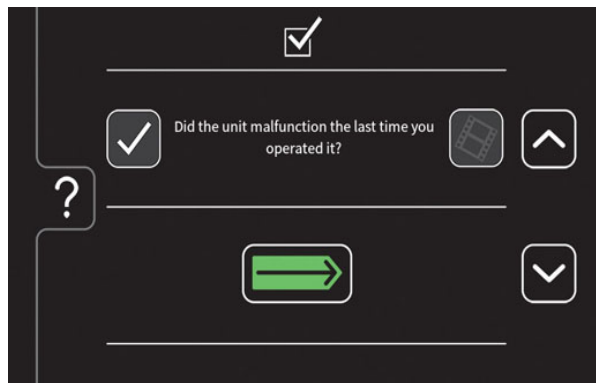 Did the unit malfunction the last time you
operated it?
?